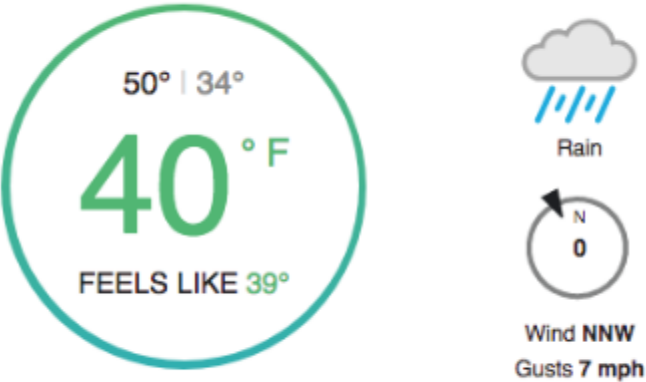 50° | 34°
40° F
FEELS LIKE 39°
Rain
N
0
Wind NNW
Gusts 7 mph